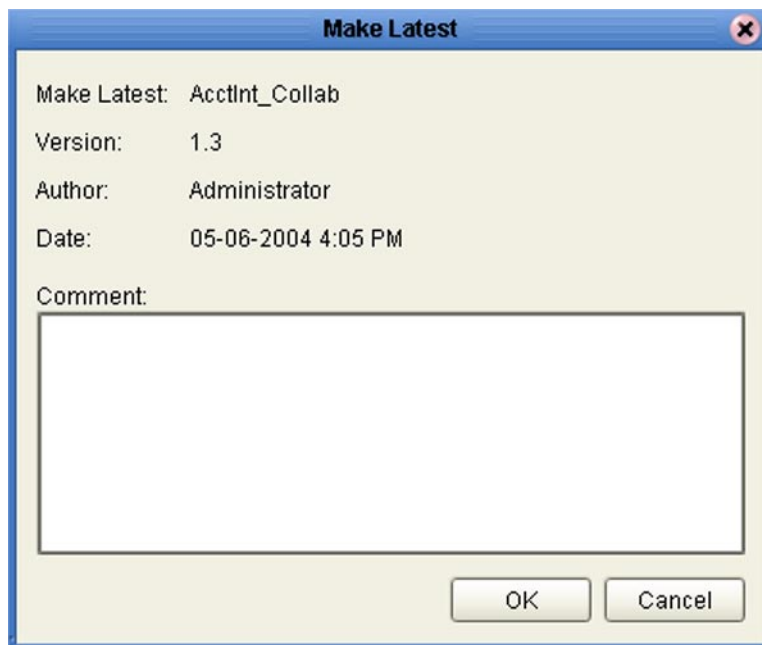 Make Latest
Make Latest: AcctInt_Collab
Version: 1.3
Author: Administrator
Date: 05-06-2004 4:05 PM
Comment:
OK Cancel